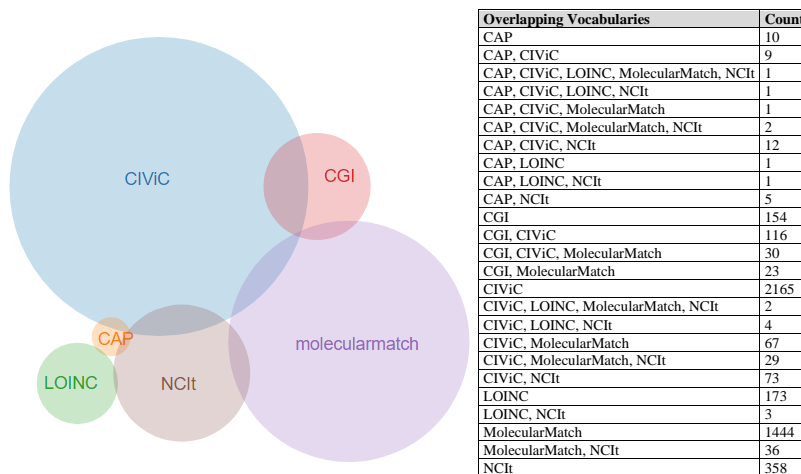 CIViC
CGI
molecularmatch
CAP
NCIt
LOINC
Overlapping Vocabularies Count
CAP 10
CAP, CIViC 9
CAP, CIViC, LOINC, MolecularMatch, NCIt 1
CAP, CIViC, LOINC, NCIt 1
CAP, CIViC, MolecularMatch 1
CAP, CIViC, MolecularMatch, NCIt 2
CAP, CIViC, NCIt 12
CAP, LOINC 1
CAP, LOINC, NCIt 1
CAP, NCIt 5
CGI 154
CGI, CIViC 116
CGI, CIViC, MolecularMatch 30
CGI, MolecularMatch 23
CIViC 2165
CIViC, LOINC, MolecularMatch, NCIt 2
CIViC, LOINC, NCIt 4
CIViC, MolecularMatch 67
CIViC, MolecularMatch, NCIt 29
CIViC, NCIt 73
LOINC 173
LOINC, NCIt 3
MolecularMatch 1444
MolecularMatch, NCIt 36
NCIt 358